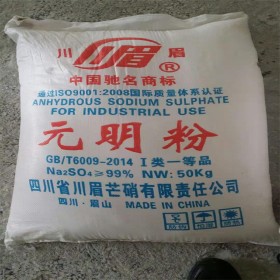 川 眉
川眉 ®
中国驰名商标
通过ISO9001:2008国际质量体系认证
ANHYDROUS SODIUM SULPHATE
FOR INDUSTRIAL USE
元明粉
GB/T6009-2014 Ⅰ类一等品
Na₂SO₄≥99% NW: 50Kg
四川省川眉芒硝有限责任公司
四川·眉山 MADE IN CHINA